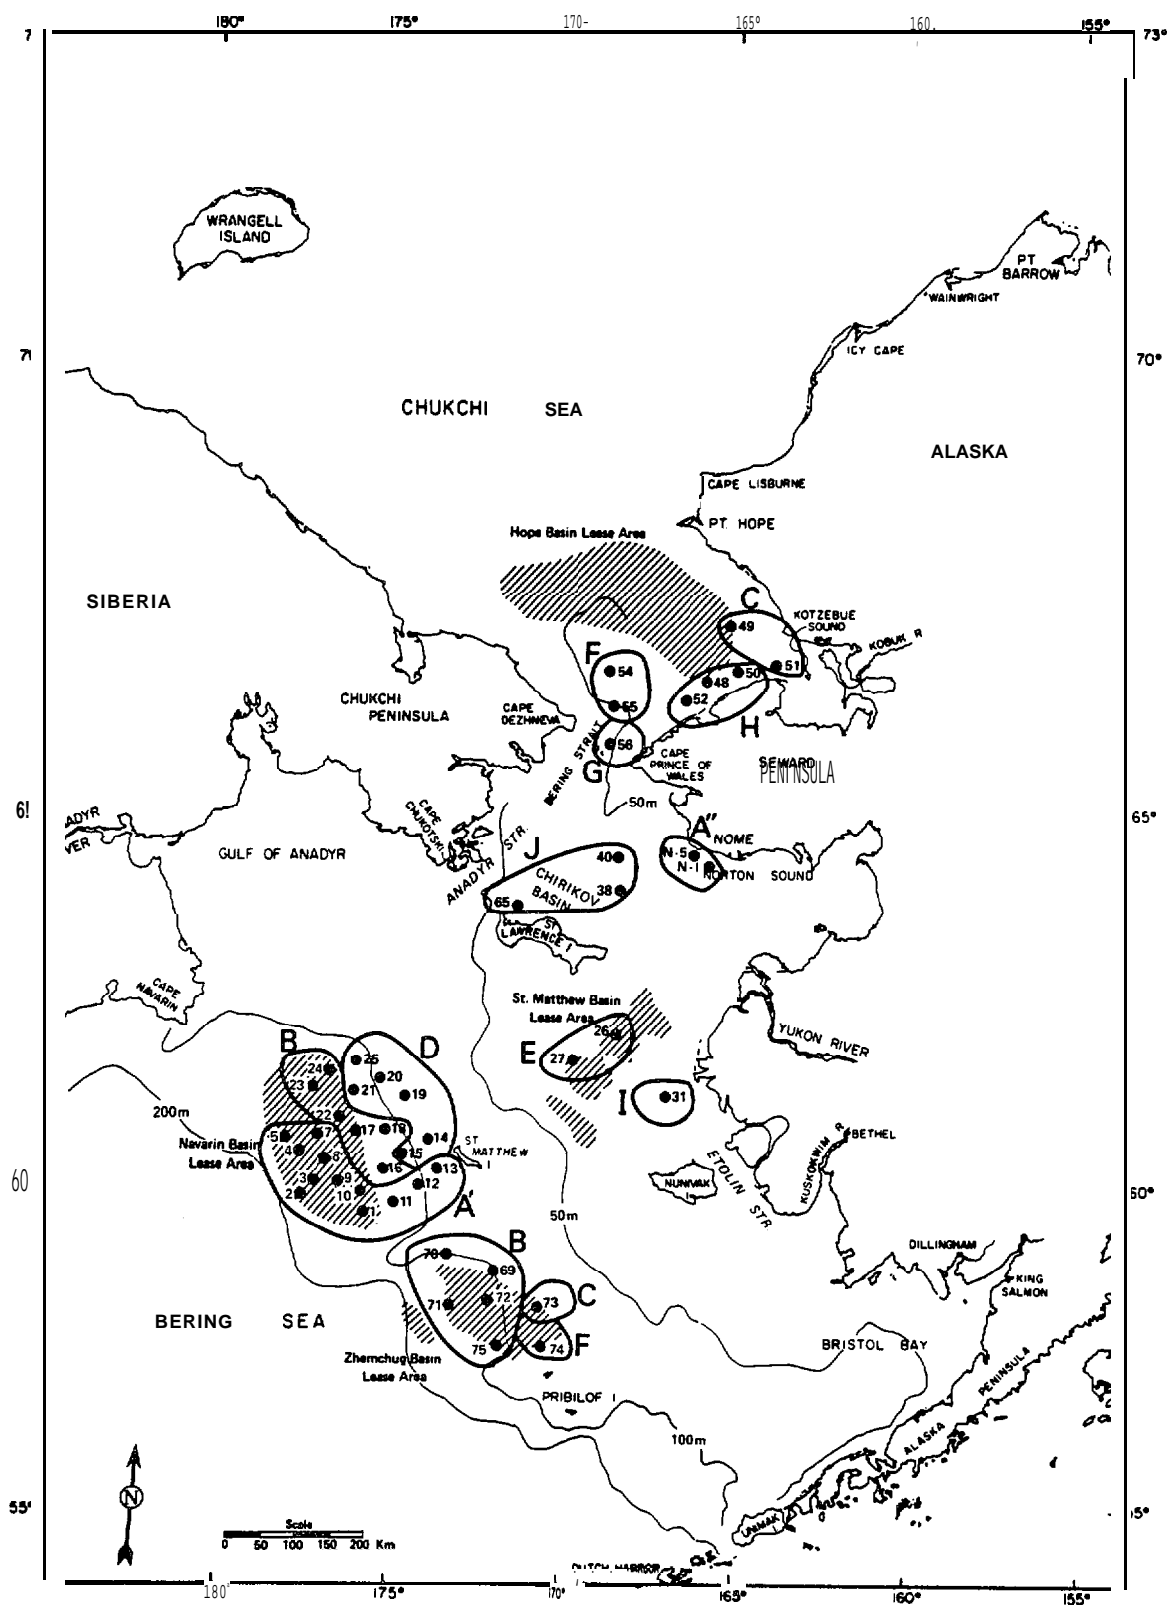 180°
175°
170-
165°
160.
155°
7
73°
WRANGELL
ISLAND
PT
BARROW
WAINWRIGHT
ICY CAPE
7I
70°
CHUKCHI SEA
ALASKA
CAPE LISBURNE
PT. HOPE
Hope Basin Lease Area
SIBERIA
C
KOTZEBUE
SOUND
49
KOBUK R
F
54
50
51
48
CHUKCHI
PENINSULA
CAPE
DEZHNEVA
55
52
H
56
G
BERING STRAIT
CAPE
PRINCE OF
WALES
SEWARD
PENINSULA
50m
6!
65°
ADYR
VER
GULF OF ANADYR
CAPE
CHUKOTSKI
ANADYR STR.
J
40
CHIRIKOV
BASIN
38
65
A"
NOME
N-5
N-I
NORTON SOUND
ST
LAWRENCE I
CAPE
NAVARIN
St. Matthew Basin
Lease Area
26
E
27
YUKON RIVER
I
31
B
D
24
25
20
23
21
19
200m
22
5
7
17
18
14
4
8
15
ST
MATTHEW
I
Navarin Basin
Lease Area
16
13
3
9
12
2
10
11
1
A'
60
60°
BETHEL
KUSKOKWIM R
NUNIVAK
I
ETOLIN STR
50m
B
70
69
DILLINGHAM
KING
SALMON
71
72
73
C
BERING SEA
75
74
F
BRISTOL BAY
Zhemchug Basin
Lease Area
PRIBILOF I
ALASKA PENINSULA
100m
N
55°
5°
Scale
0 50 100 150 200 Km
UNIMAK
I
DUTCH HARBOR
180°
175°
170°
165°
160°
155°